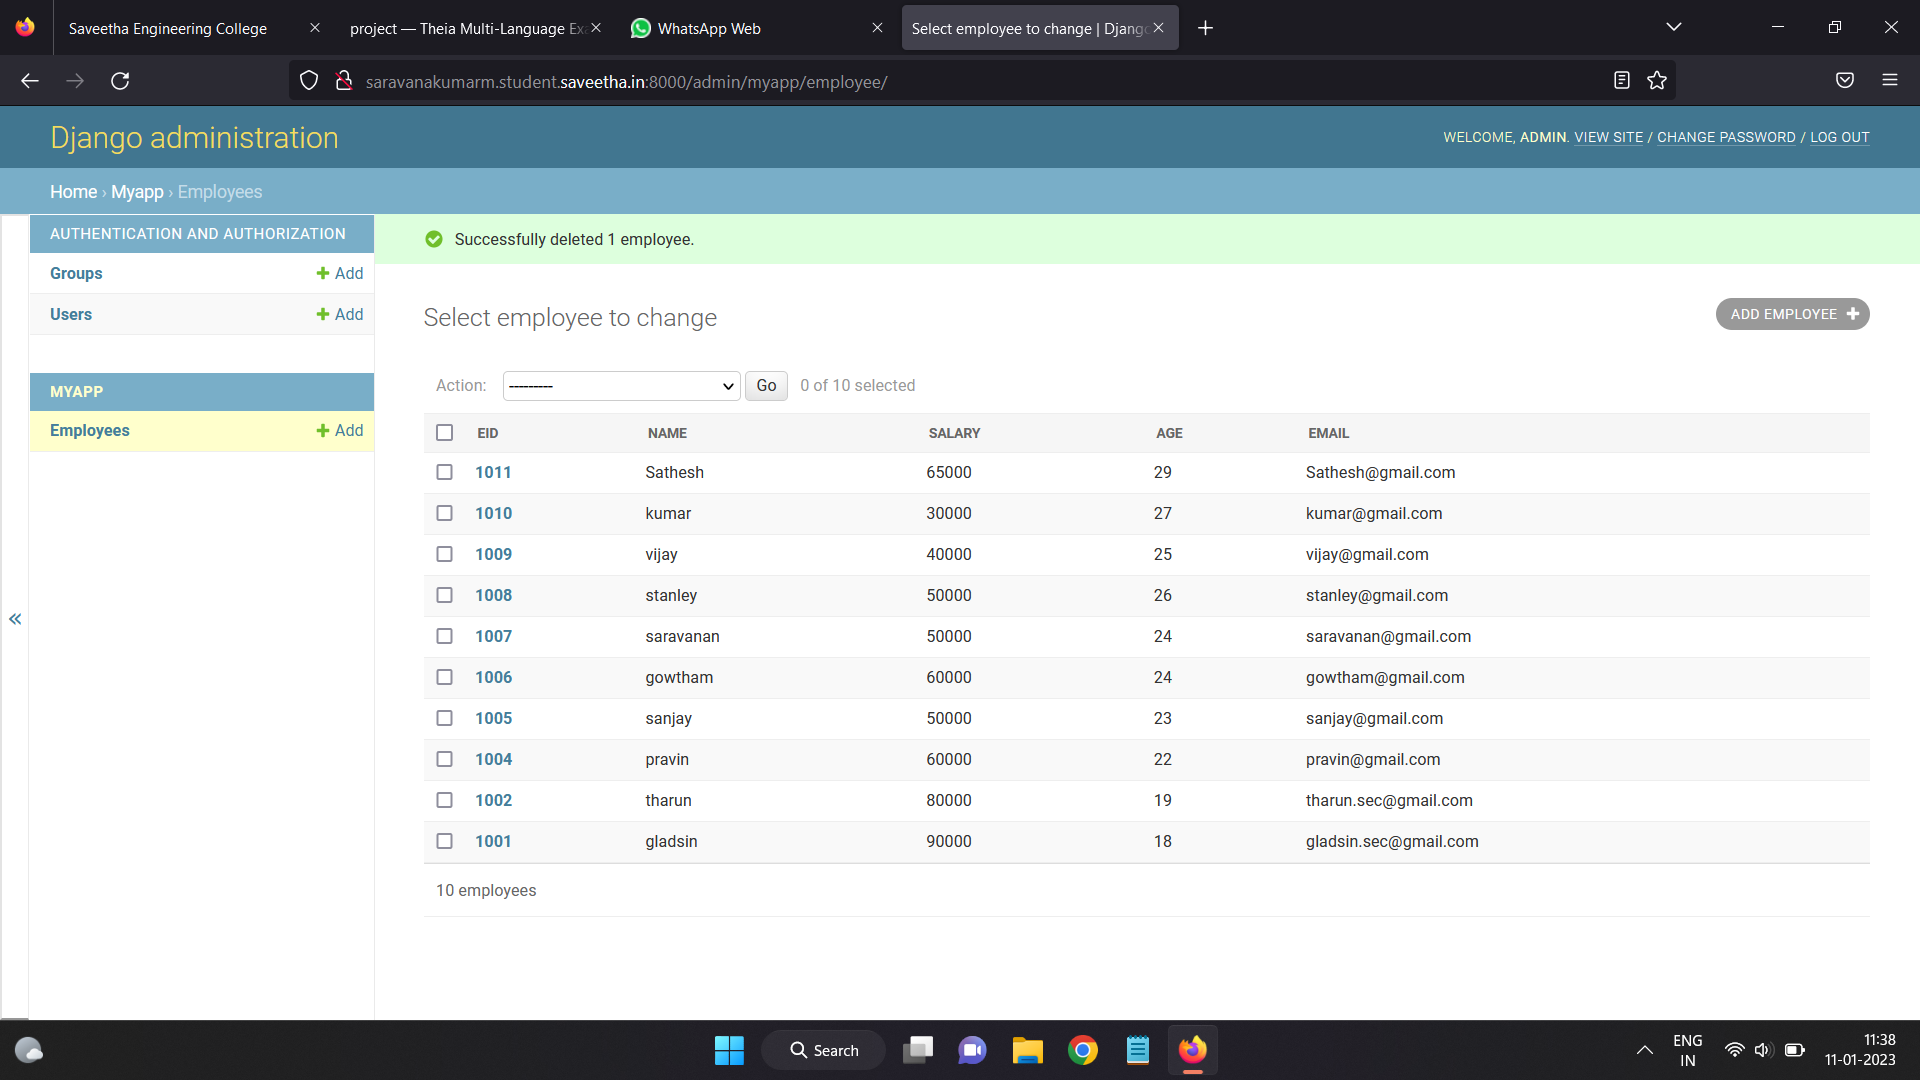 Saveetha Engineering College
project — Theia Multi-Language Ex
WhatsApp Web
Select employee to change | Django
saravanakumarm.student.saveetha.in:8000/admin/myapp/employee/
Django administration
WELCOME, ADMIN. VIEW SITE / CHANGE PASSWORD / LOG OUT
Home › Myapp › Employees
AUTHENTICATION AND AUTHORIZATION
Groups + Add
Users + Add
MYAPP
Employees + Add
«
Successfully deleted 1 employee.
Select employee to change
ADD EMPLOYEE +
Action: --------- Go 0 of 10 selected
EID NAME SALARY AGE EMAIL
1011 Sathesh 65000 29 Sathesh@gmail.com
1010 kumar 30000 27 kumar@gmail.com
1009 vijay 40000 25 vijay@gmail.com
1008 stanley 50000 26 stanley@gmail.com
1007 saravanan 50000 24 saravanan@gmail.com
1006 gowtham 60000 24 gowtham@gmail.com
1005 sanjay 50000 23 sanjay@gmail.com
1004 pravin 60000 22 pravin@gmail.com
1002 tharun 80000 19 tharun.sec@gmail.com
1001 gladsin 90000 18 gladsin.sec@gmail.com
10 employees
Search
ENG
IN
11:38
11-01-2023